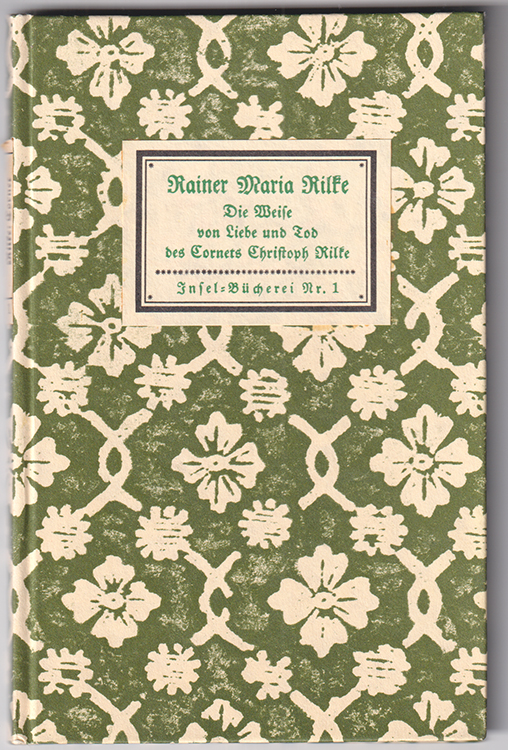 Rainer Maria Rilke
Die Weise
von Liebe und Tod
des Cornets Christoph Rilke
Insel-Bücherei Nr. 1